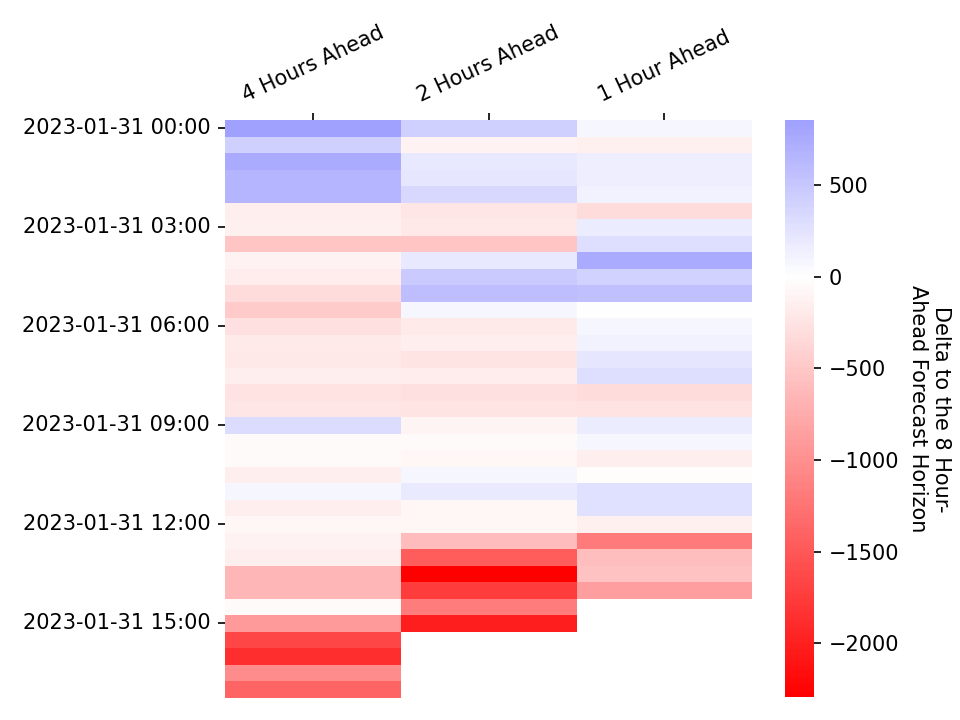 4 Hours Ahead
2 Hours Ahead
1 Hour Ahead
2023-01-31 00:00
2023-01-31 03:00
2023-01-31 06:00
2023-01-31 09:00
2023-01-31 12:00
2023-01-31 15:00
500
0
−500
−1000
−1500
−2000
Delta to the 8 Hour-
Ahead Forecast Horizon